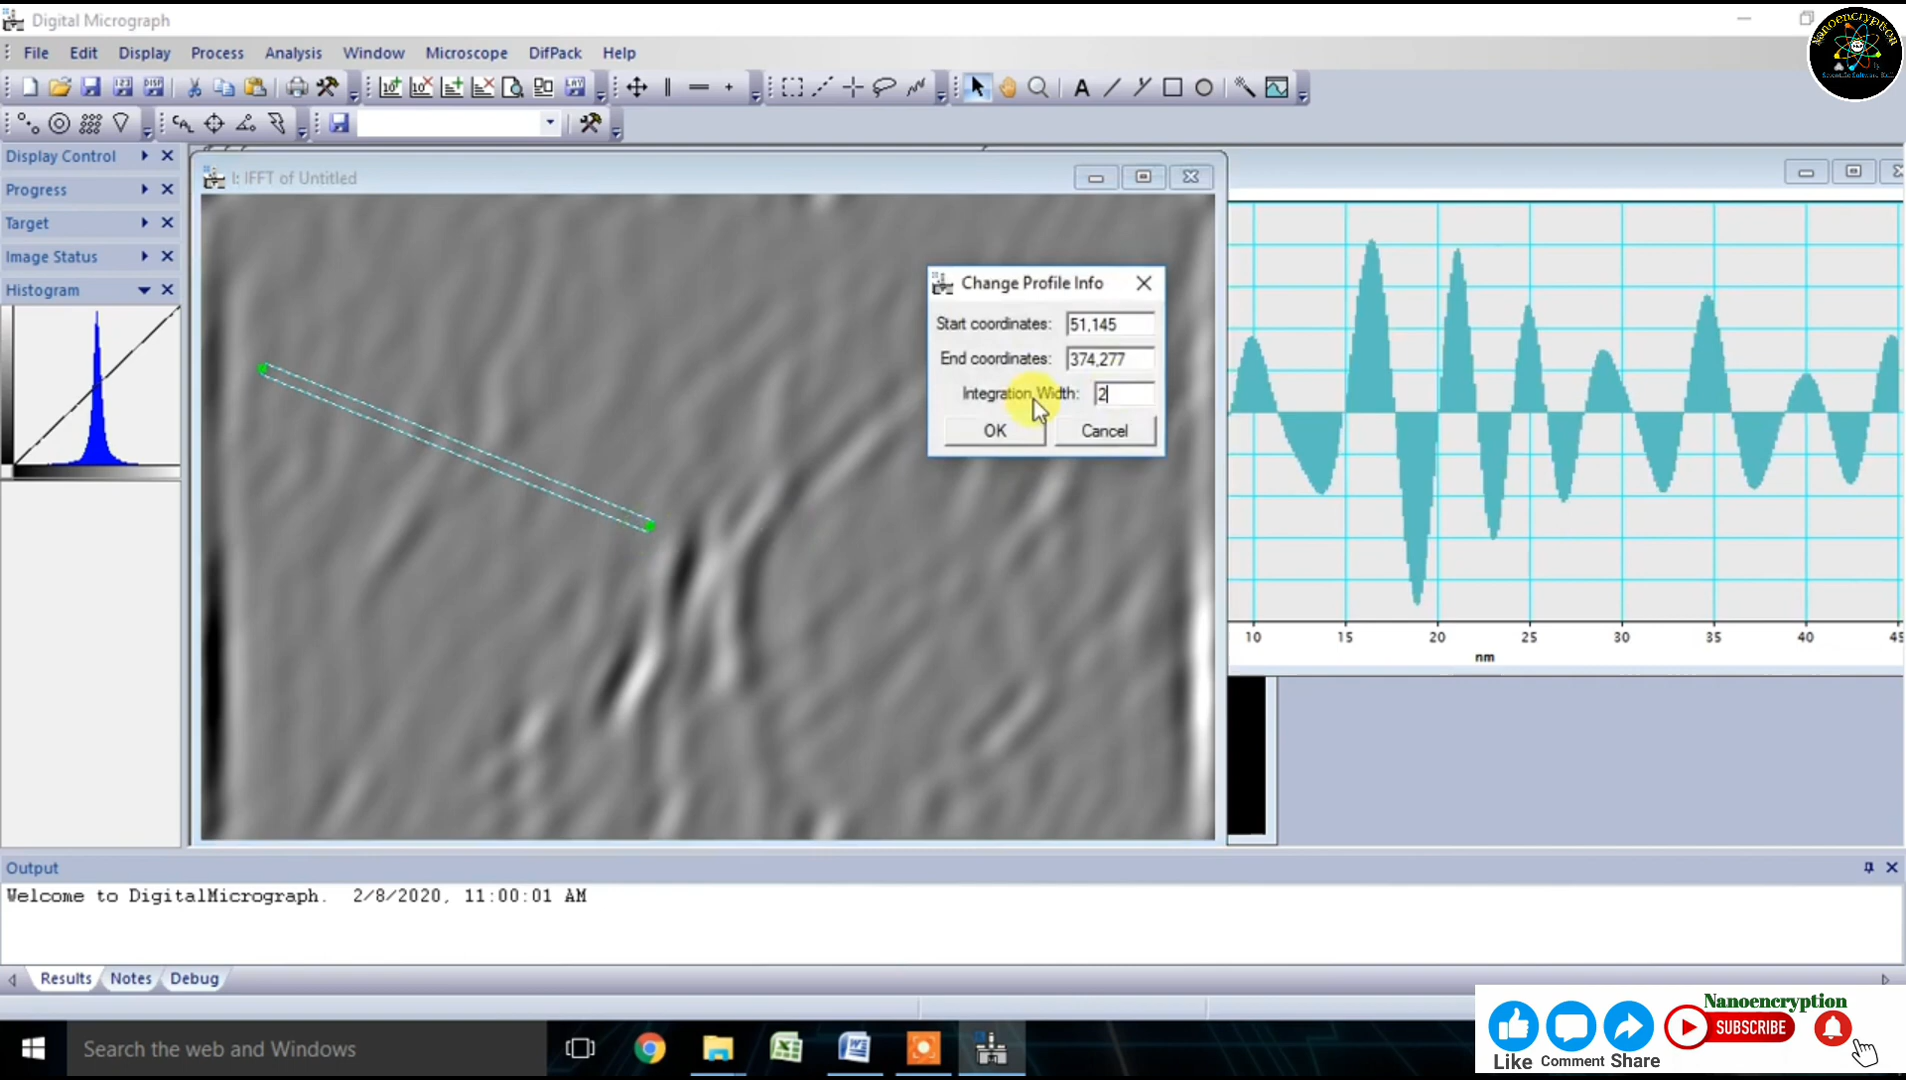 Digital Micrograph
Nanoencryption
File Edit Display Process Analysis Window Microscope DifPack Help
Display Control
Progress
Target
Image Status
Histogram
I: IFFT of Untitled
Change Profile Info
Start coordinates: 51,145
End coordinates: 374,277
Integration Width: 2
OK Cancel
10 15 20 25 30 35 40 45
nm
Output
Welcome to DigitalMicrograph. 2/8/2020, 11:00:01 AM
Results Notes Debug
Nanoencryption
SUBSCRIBE
Like Comment Share
Search the web and Windows